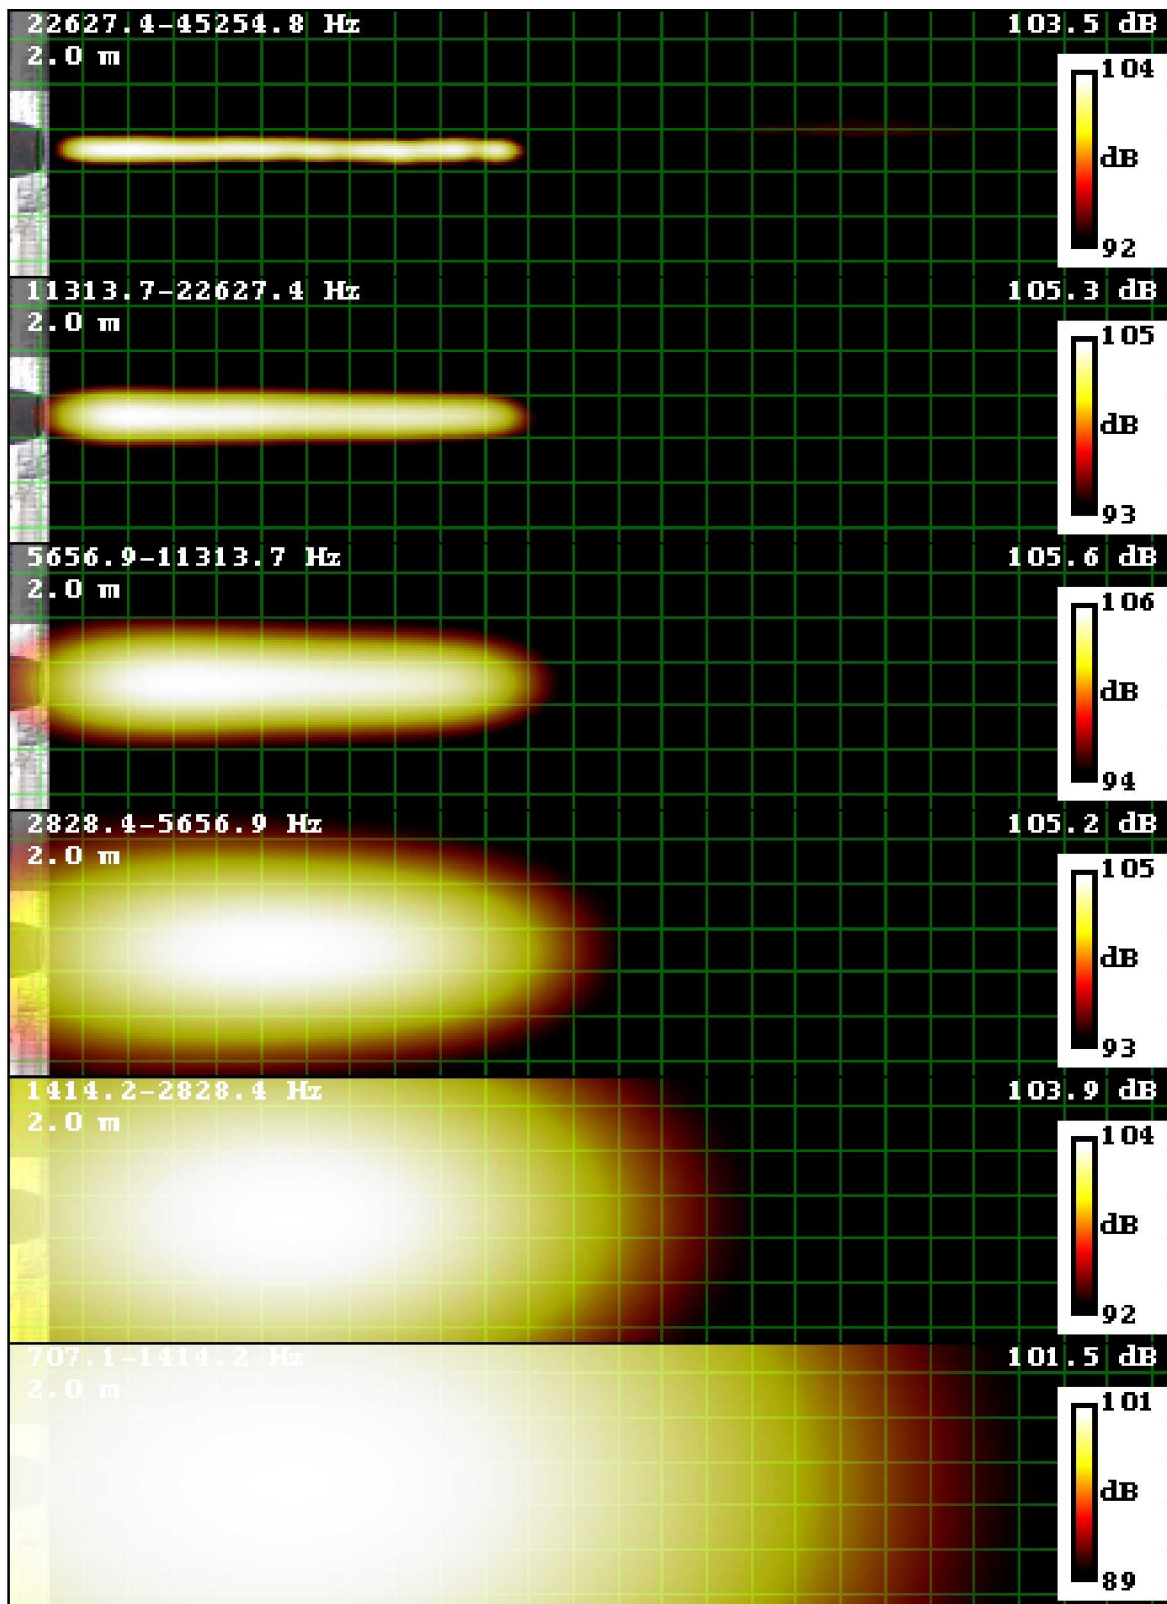 22627.4-45254.8 Hz 103.5 dB
2.0 m
104
dB
92
11313.7-22627.4 Hz 105.3 dB
2.0 m
105
dB
93
5656.9-11313.7 Hz 105.6 dB
2.0 m
106
dB
94
2828.4-5656.9 Hz 105.2 dB
2.0 m
105
dB
93
1414.2-2828.4 Hz 103.9 dB
2.0 m
104
dB
92
707.1-1414.2 Hz 101.5 dB
2.0 m
101
dB
89